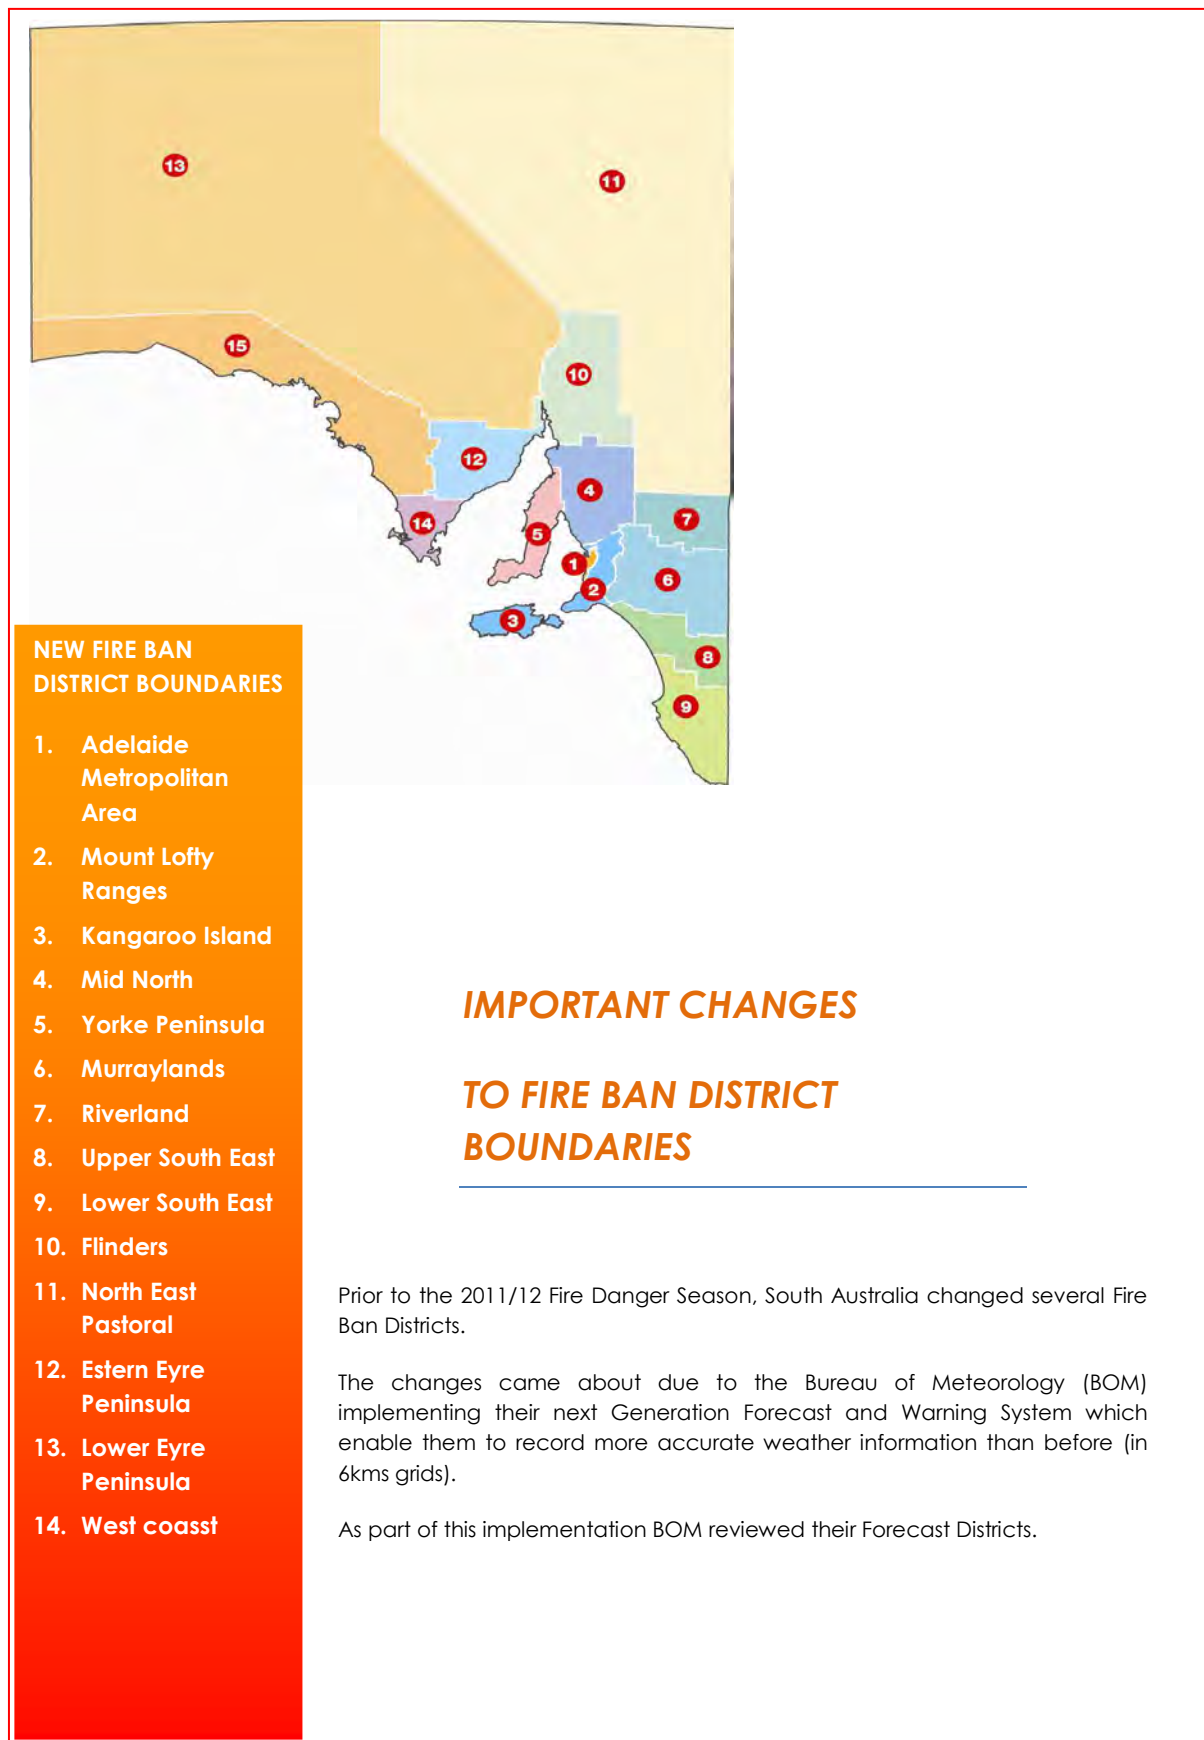 13
11
15
10
12
4
14
7
5
1
6
2
3
8
9
NEW FIRE BAN
DISTRICT BOUNDARIES
1. Adelaide
Metropolitan
Area
2. Mount Lofty
Ranges
3. Kangaroo Island
4. Mid North
5. Yorke Peninsula
6. Murraylands
7. Riverland
8. Upper South East
9. Lower South East
10. Flinders
11. North East
Pastoral
12. Estern Eyre
Peninsula
13. Lower Eyre
Peninsula
14. West coasst
IMPORTANT CHANGES
TO FIRE BAN DISTRICT
BOUNDARIES
Prior to the 2011/12 Fire Danger Season, South Australia changed several Fire
Ban Districts.
The changes came about due to the Bureau of Meteorology (BOM)
implementing their next Generation Forecast and Warning System which
enable them to record more accurate weather information than before (in
6kms grids).
As part of this implementation BOM reviewed their Forecast Districts.